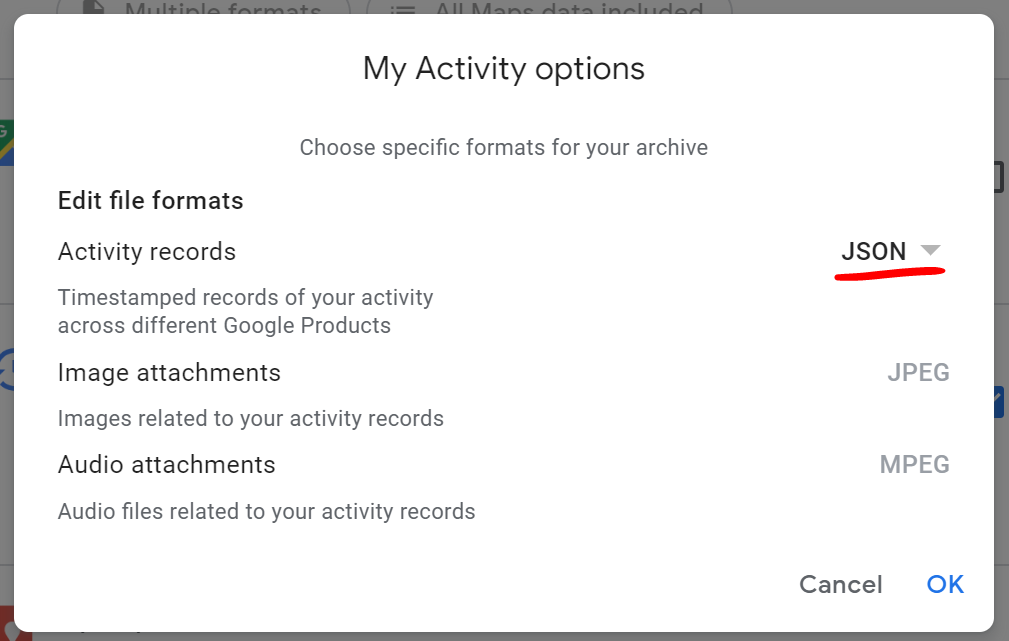 Multiple formats
All Maps data included
My Activity options
Choose specific formats for your archive
Edit file formats
Activity records
JSON
Timestamped records of your activity
across different Google Products
Image attachments
JPEG
Images related to your activity records
Audio attachments
MPEG
Audio files related to your activity records
Cancel
OK